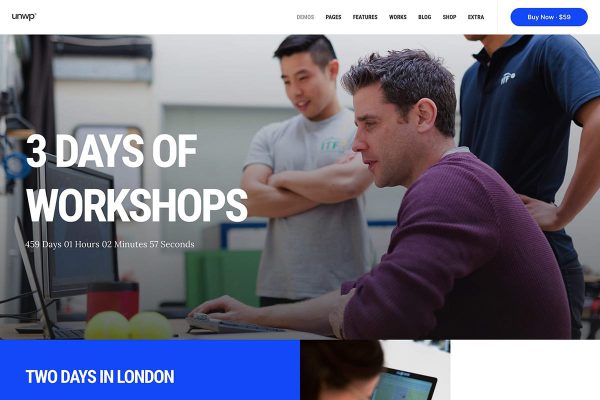 unwp
DEMOS PAGES FEATURES WORKS BLOG SHOP EXTRA Buy Now · $59
3 DAYS OF
WORKSHOPS
459 Days 01 Hours 02 Minutes 57 Seconds
TWO DAYS IN LONDON